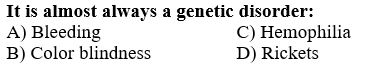 It is almost always a genetic disorder:
A) Bleeding C) Hemophilia
B) Color blindness D) Rickets